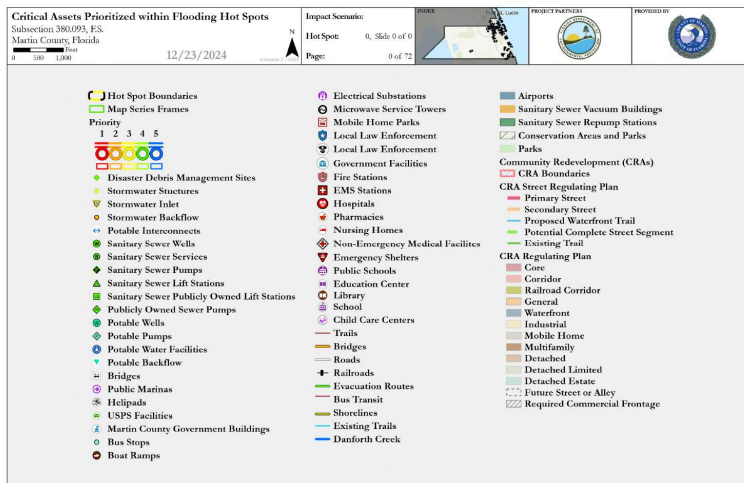 Critical Assets Prioritized within Flooding Hot Spots
Subsection 380.093, F.S.
Martin County, Florida
Feet
0 500 1,000
12/23/2024
N
Impact Scenario:
Hot Spot: 0, Slide 0 of 0
Page: 0 of 72
INDEX
Port St. Lucie
PROJECT PARTNERS
PROVIDED BY
Hot Spot Boundaries
Map Series Frames
Priority
1 2 3 4 5
Disaster Debris Management Sites
Stormwater Stuctures
Stormwater Inlet
Stormwater Backflow
Potable Interconnects
Sanitary Sewer Wells
Sanitary Sewer Services
Sanitary Sewer Pumps
Sanitary Sewer Lift Stations
Sanitary Sewer Publicly Owned Lift Stations
Publicly Owned Sewer Pumps
Potable Wells
Potable Pumps
Potable Water Facilities
Potable Backflow
Bridges
Public Marinas
Helipads
USPS Facilities
Martin County Government Buildings
Bus Stops
Boat Ramps
Electrical Substations
Microwave Service Towers
Mobile Home Parks
Local Law Enforcement
Local Law Enforcement
Government Facilities
Fire Stations
EMS Stations
Hospitals
Pharmacies
Nursing Homes
Non-Emergency Medical Facilites
Emergency Shelters
Public Schools
Education Center
Library
School
Child Care Centers
Trails
Bridges
Roads
Railroads
Evacuation Routes
Bus Transit
Shorelines
Existing Trails
Danforth Creek
Airports
Sanitary Sewer Vacuum Buildings
Sanitary Sewer Repump Stations
Conservation Areas and Parks
Parks
Community Redevelopment (CRAs)
CRA Boundaries
CRA Street Regulating Plan
Primary Street
Secondary Street
Proposed Waterfront Trail
Potential Complete Street Segment
Existing Trail
CRA Regulating Plan
Core
Corridor
Railroad Corridor
General
Waterfront
Industrial
Mobile Home
Multifamily
Detached
Detached Limited
Detached Estate
Future Street or Alley
Required Commercial Frontage